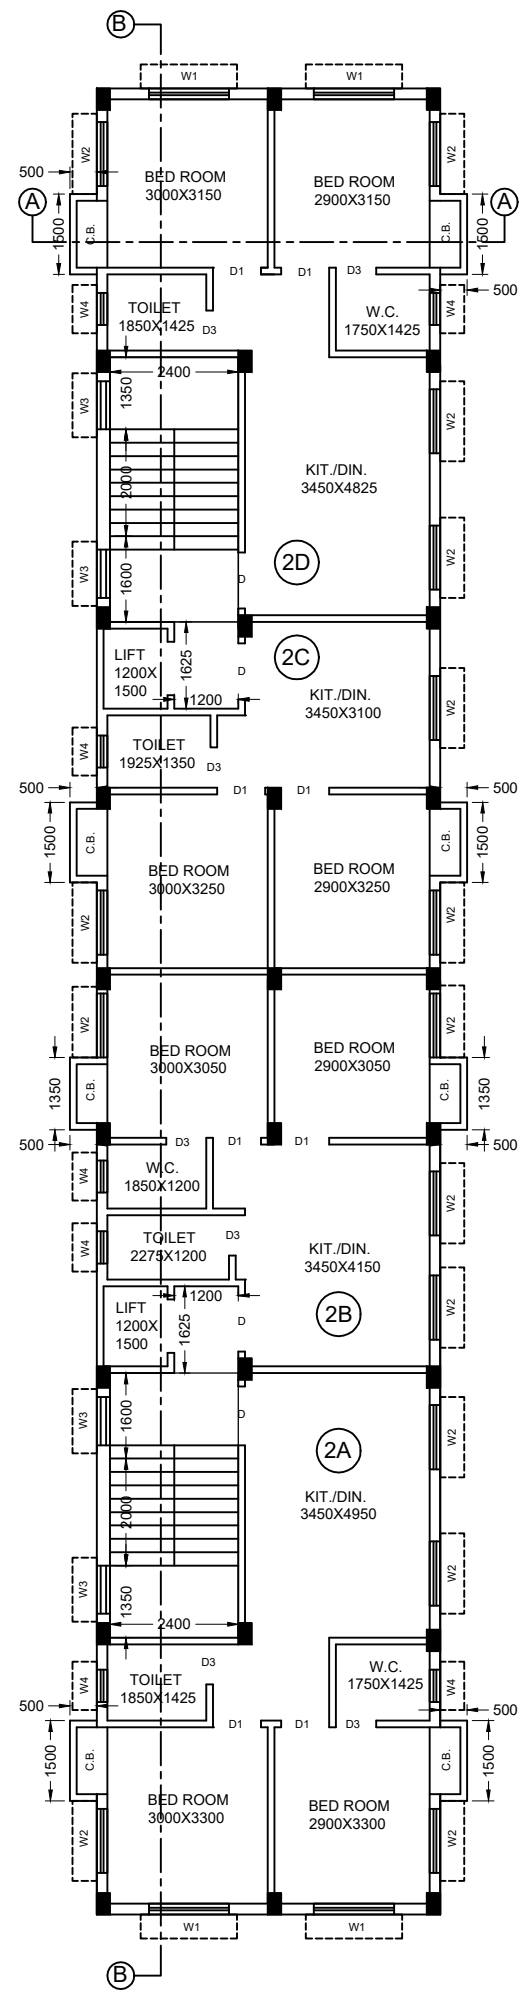 B
W1
W1
W2
W2
500
BED ROOM
3000X3150
BED ROOM
2900X3150
A
A
1500
C.B.
C.B.
1500
D1
D1
D3
500
W4
TOILET
1850X1425
D3
W.C.
1750X1425
W4
2400
1350
W3
W2
2000
KIT./DIN.
3450X4825
W3
1600
D
2D
W2
LIFT
1200X
1500
1625
D
2C
1200
KIT./DIN.
3450X3100
W2
W4
TOILET
1925X1350
D3
500
D1
D1
500
1500
C.B.
BED ROOM
3000X3250
BED ROOM
2900X3250
C.B.
1500
W2
W2
W2
W2
BED ROOM
3000X3050
BED ROOM
2900X3050
1350
C.B.
C.B.
1350
500
D3
D1
D1
500
W4
W.C.
1850X1200
W2
W4
TOILET
2275X1200
D3
KIT./DIN.
3450X4150
LIFT
1200X
1500
1200
1625
D
2B
W2
W3
1600
D
2A
W2
2000
KIT./DIN.
3450X4950
W3
1350
W2
2400
W4
TOILET
1850X1425
D3
W.C.
1750X1425
W4
500
500
D1
D1
D3
1500
C.B.
C.B.
1500
BED ROOM
3000X3300
BED ROOM
2900X3300
W2
W2
W1
W1
B